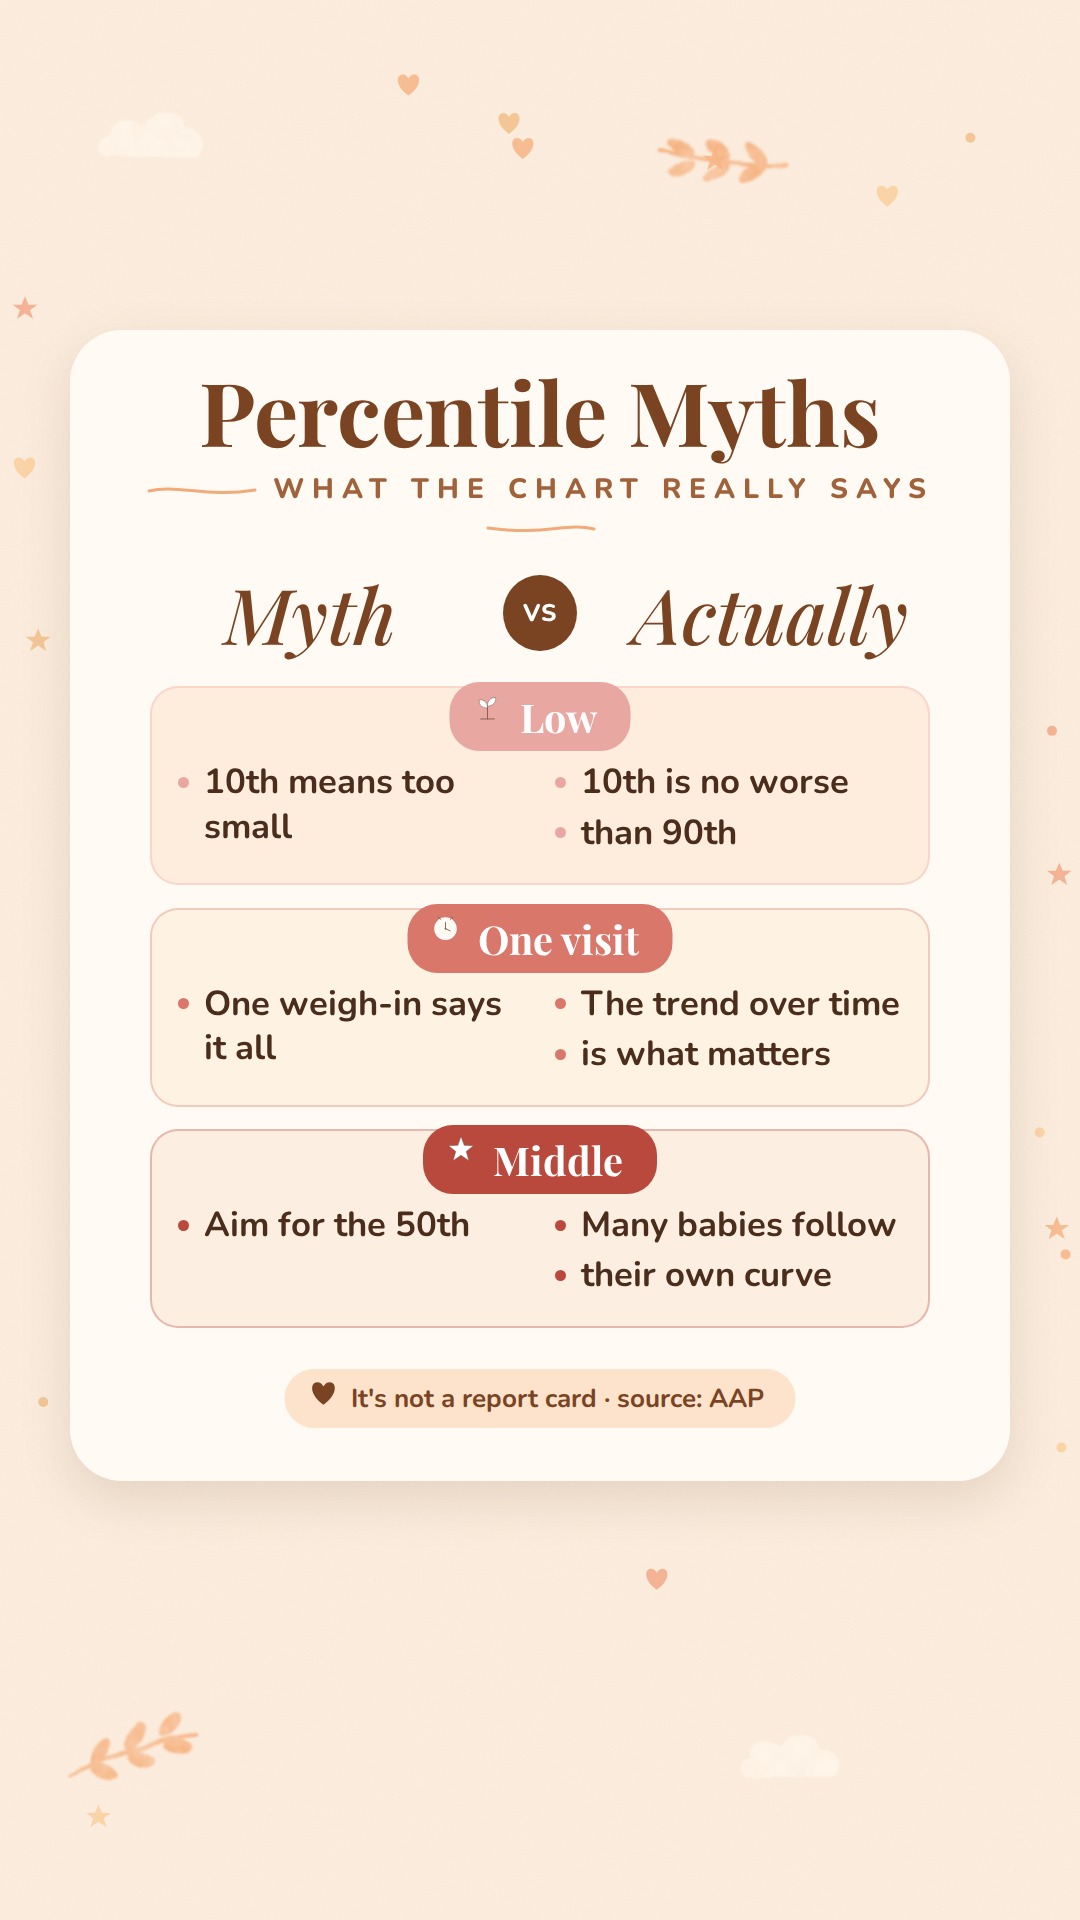 Percentile Myths
WHAT THE CHART REALLY SAYS
Myth
VS
Actually
Low
10th means too
small
10th is no worse
than 90th
One visit
One weigh-in says
it all
The trend over time
is what matters
Middle
Aim for the 50th
Many babies follow
their own curve
It's not a report card · source: AAP